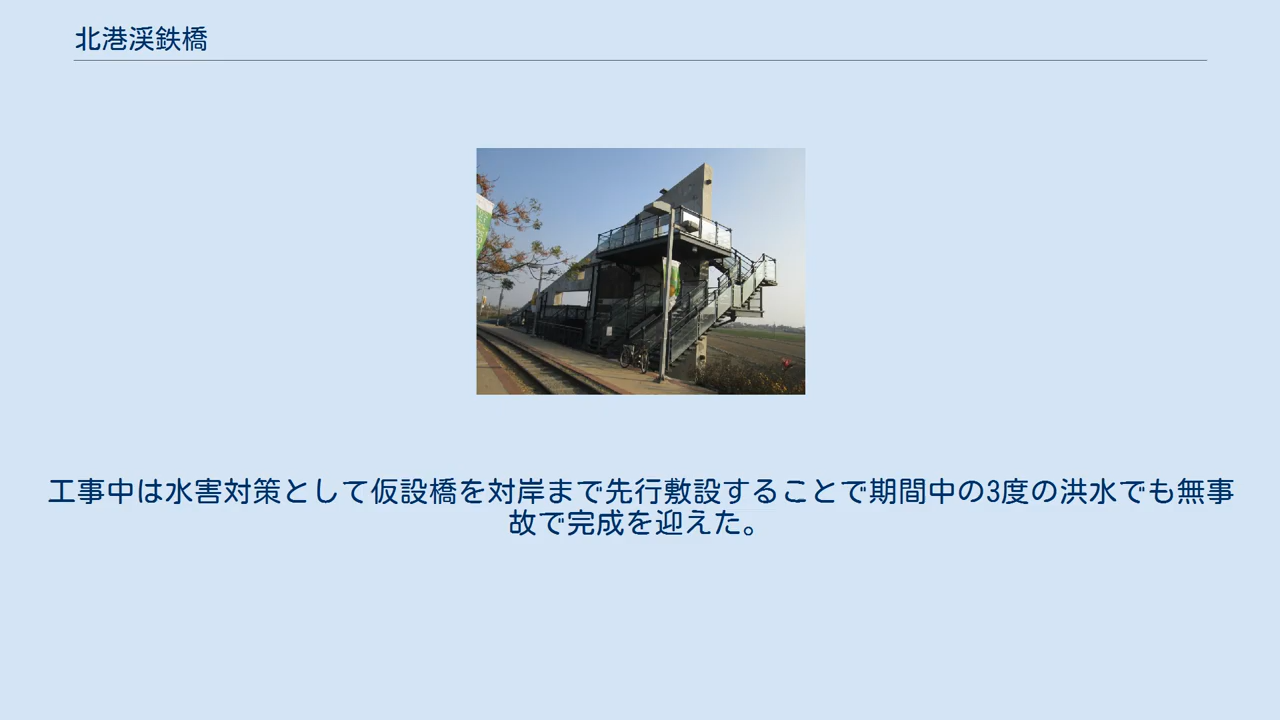 北港渓鉄橋
工事中は水害対策として仮設橋を対岸まで先行敷設することで期間中の3度の洪水でも無事
故で完成を迎えた。